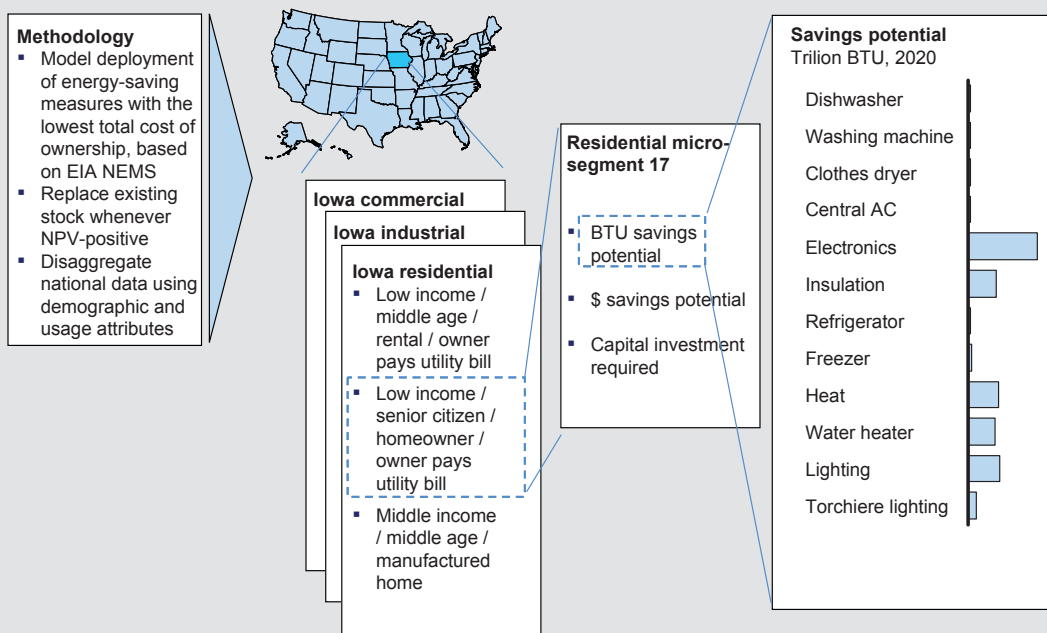 Methodology
▪ Model deployment
of energy-saving
measures with the
lowest total cost of
ownership, based
on EIA NEMS
▪ Replace existing
stock whenever
NPV-positive
▪ Disaggregate
national data using
demographic and
usage attributes
Iowa commercial
Iowa industrial
Iowa residential
▪ Low income /
middle age /
rental / owner
pays utility bill
▪ Low income /
senior citizen /
homeowner /
owner pays
utility bill
▪ Middle income
/ middle age /
manufactured
home
Residential micro-
segment 17
▪ BTU savings
potential
▪ $ savings potential
▪ Capital investment
required
Savings potential
Trilion BTU, 2020
Dishwasher
Washing machine
Clothes dryer
Central AC
Electronics
Insulation
Refrigerator
Freezer
Heat
Water heater
Lighting
Torchiere lighting